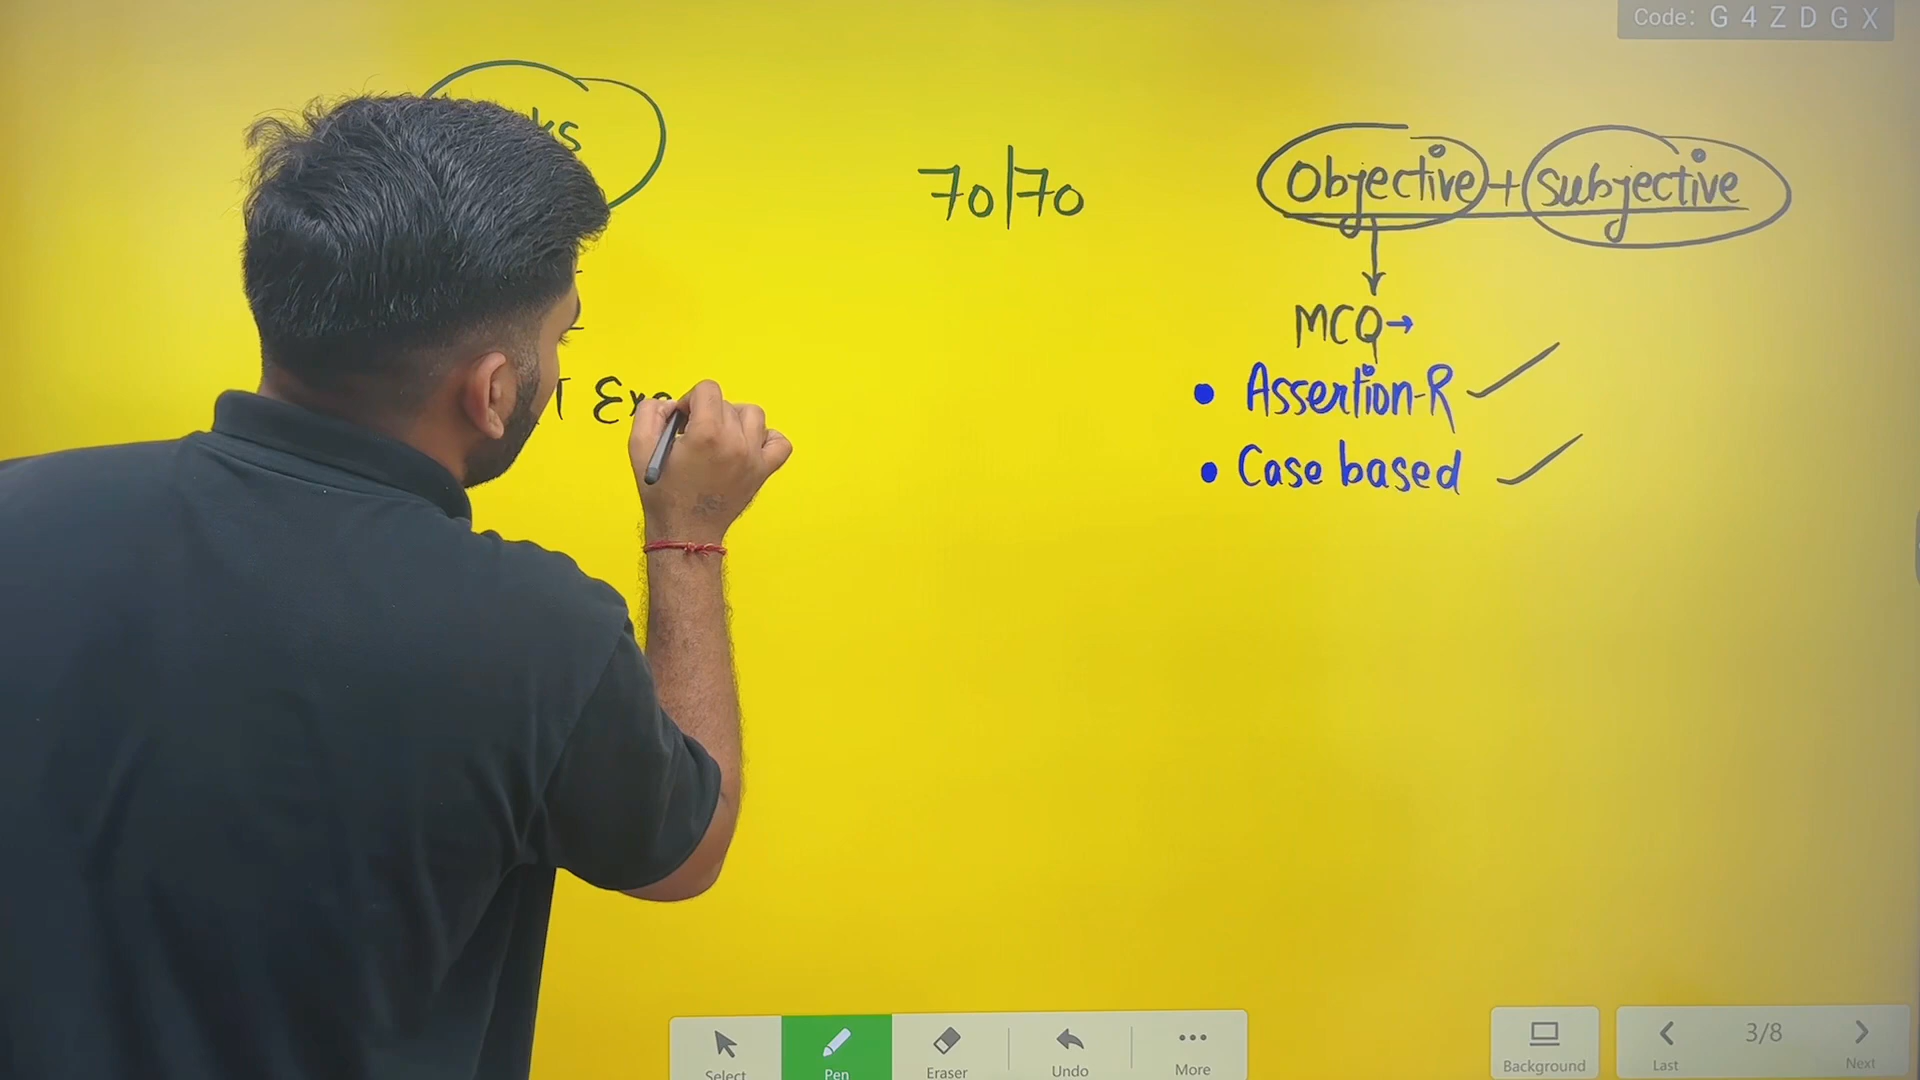 Code: G 4 Z D G X
70|70
Objective + Subjective
MCQ→
• Assertion-R
• Case based
Select
Pen
Eraser
Undo
More
Background
Last
3/8
Next